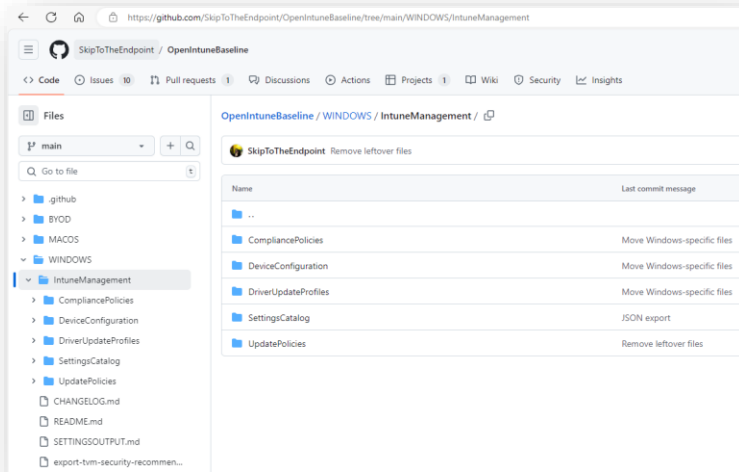 https://github.com/SkipToTheEndpoint/OpenIntuneBaseline/tree/main/WINDOWS/IntuneManagement
SkipToTheEndpoint / OpenIntuneBaseline
<> Code Issues 10 Pull requests 1 Discussions Actions Projects 1 Wiki Security Insights
Files
main
Go to file t
.github
BYOD
MACOS
WINDOWS
IntuneManagement
CompliancePolicies
DeviceConfiguration
DriverUpdateProfiles
SettingsCatalog
UpdatePolicies
CHANGELOG.md
README.md
SETTINGSOUTPUT.md
export-tvm-security-recommen...
OpenIntuneBaseline / WINDOWS / IntuneManagement /
SkipToTheEndpoint Remove leftover files
Name Last commit message
..
CompliancePolicies Move Windows-specific files
DeviceConfiguration Move Windows-specific files
DriverUpdateProfiles Move Windows-specific files
SettingsCatalog JSON export
UpdatePolicies Remove leftover files